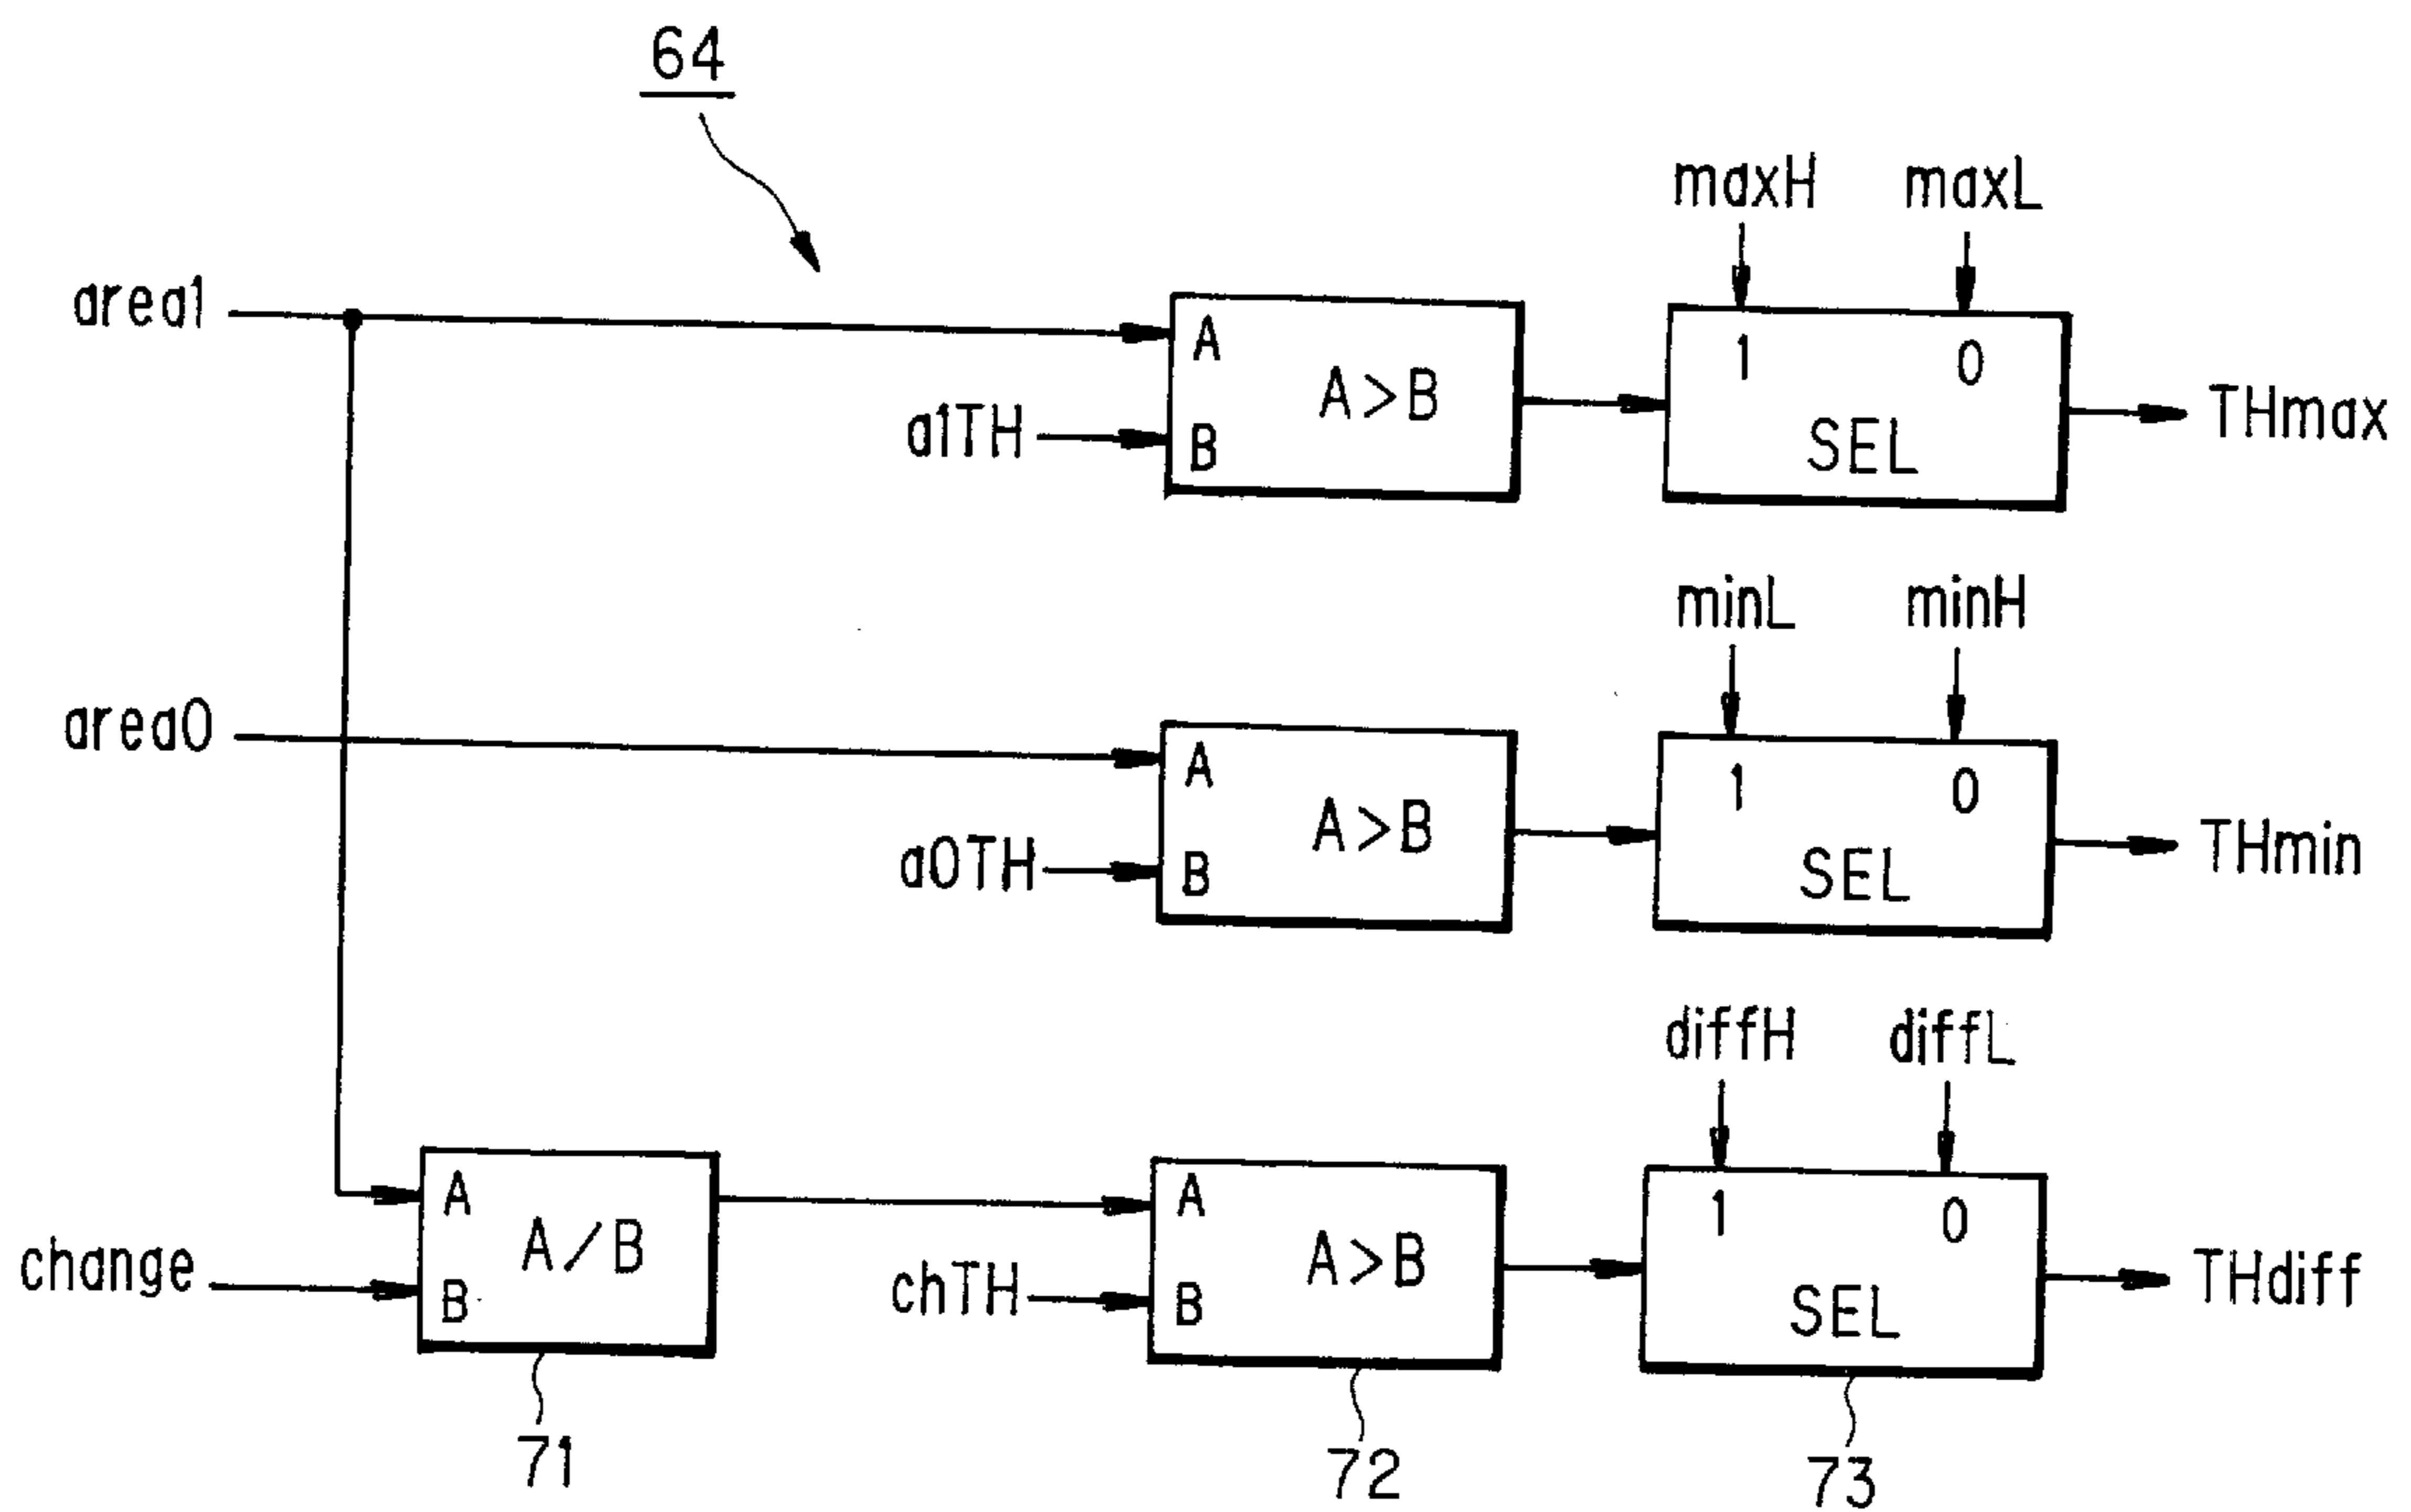 64
maxH maxL
area1
A
A>B
1 0
a1TH
B
SEL
THmax
minL minH
area0
A
A>B
1 0
a0TH
B
SEL
THmin
diffH diffL
A
A/B
change
B
A
A>B
chTH
B
1 0
SEL
THdiff
71
72
73